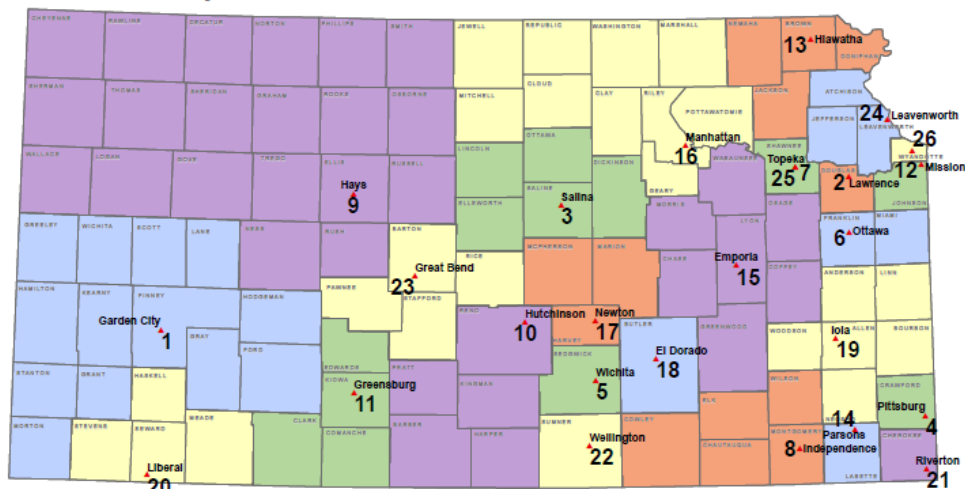 CHEYENNE
RAWLINS
DECATUR
NORTON
PHILLIPS
SMITH
JEWELL
REPUBLIC
WASHINGTON
MARSHALL
NEMAHA
BROWN
DONIPHAN
13 Hiawatha
SHERMAN
THOMAS
SHERIDAN
GRAHAM
ROOKS
OSBORNE
MITCHELL
CLOUD
CLAY
RILEY
POTTAWATOMIE
JACKSON
ATCHISON
JEFFERSON
LEAVENWORTH
24 Leavenworth
WALLACE
LOGAN
GOVE
TREGO
ELLIS
RUSSELL
LINCOLN
OTTAWA
DICKINSON
Manhattan
16
GEARY
WABAUNSEE
SHAWNEE
Topeka
25 7
WYANDOTTE
26
12 Mission
DOUGLAS
2 Lawrence
JOHNSON
Hays
9
ELLSWORTH
SALINE
Salina
3
MORRIS
LYON
OSAGE
FRANKLIN
MIAMI
6 Ottawa
GREELEY
WICHITA
SCOTT
LANE
NESS
RUSH
BARTON
Great Bend
23
RICE
MCPHERSON
MARION
CHASE
Emporia
15
COFFEY
ANDERSON
LINN
HAMILTON
KEARNY
FINNEY
HODGEMAN
PAWNEE
STAFFORD
Garden City
1
GRAY
FORD
EDWARDS
RENO
Hutchinson
10
HARVEY
Newton
17
BUTLER
El Dorado
18
GREENWOOD
WOODSON
ALLEN
Iola
19
BOURBON
STANTON
GRANT
HASKELL
KIOWA
Greensburg
11
PRATT
KINGMAN
SEDGWICK
Wichita
5
ELK
WILSON
14
CRAWFORD
Pittsburg
4
MORTON
STEVENS
SEWARD
MEADE
Liberal
20
CLARK
COMANCHE
BARBER
HARPER
SUMNER
Wellington
22
COWLEY
CHAUTAUQUA
MONTGOMERY
8 Independence
Parsons
LABETTE
CHEROKEE
Riverton
21